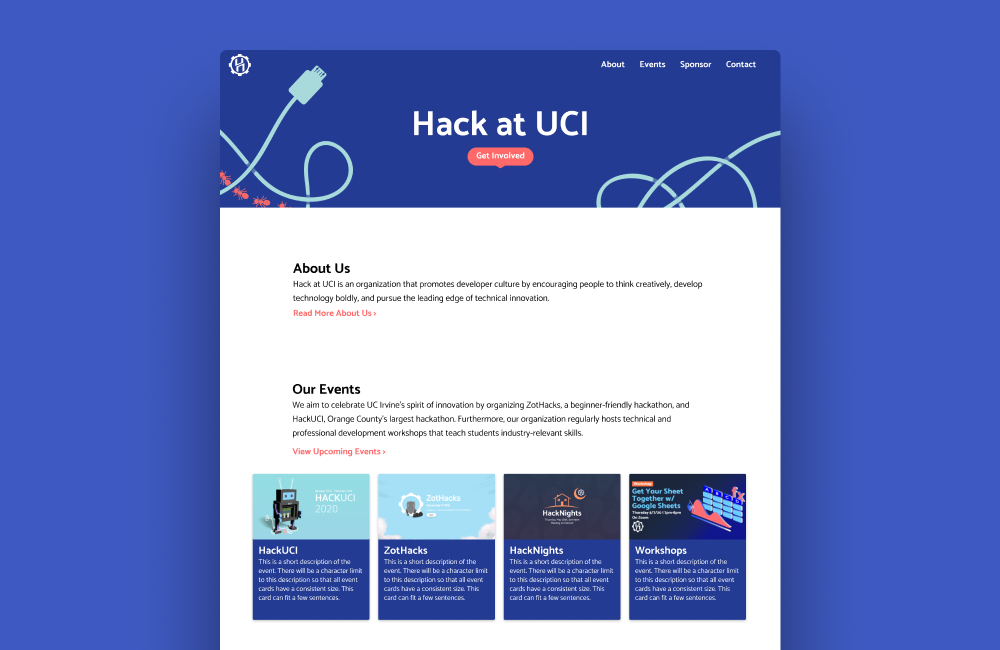 About Events Sponsor Contact
Hack at UCI
Get Involved
About Us
Hack at UCI is an organization that promotes developer culture by encouraging people to think creatively, develop
technology boldly, and pursue the leading edge of technical innovation.
Read More About Us ›
Our Events
We aim to celebrate UC Irvine's spirit of innovation by organizing ZotHacks, a beginner-friendly hackathon, and
HackUCI, Orange County's largest hackathon. Furthermore, our organization regularly hosts technical and
professional development workshops that teach students industry-relevant skills.
View Upcoming Events ›
HACKUCI
2020
HackUCI
This is a short description of the
event. There will be a character limit
to this description so that all event
cards have a consistent size. This
card can fit a few sentences.
ZotHacks
ZotHacks
This is a short description of the
event. There will be a character limit
to this description so that all event
cards have a consistent size. This
card can fit a few sentences.
HackNights
HackNights
This is a short description of the
event. There will be a character limit
to this description so that all event
cards have a consistent size. This
card can fit a few sentences.
Workshop
Get Your Sheet
Together w/
Google Sheets
On Zoom
Workshops
This is a short description of the
event. There will be a character limit
to this description so that all event
cards have a consistent size. This
card can fit a few sentences.